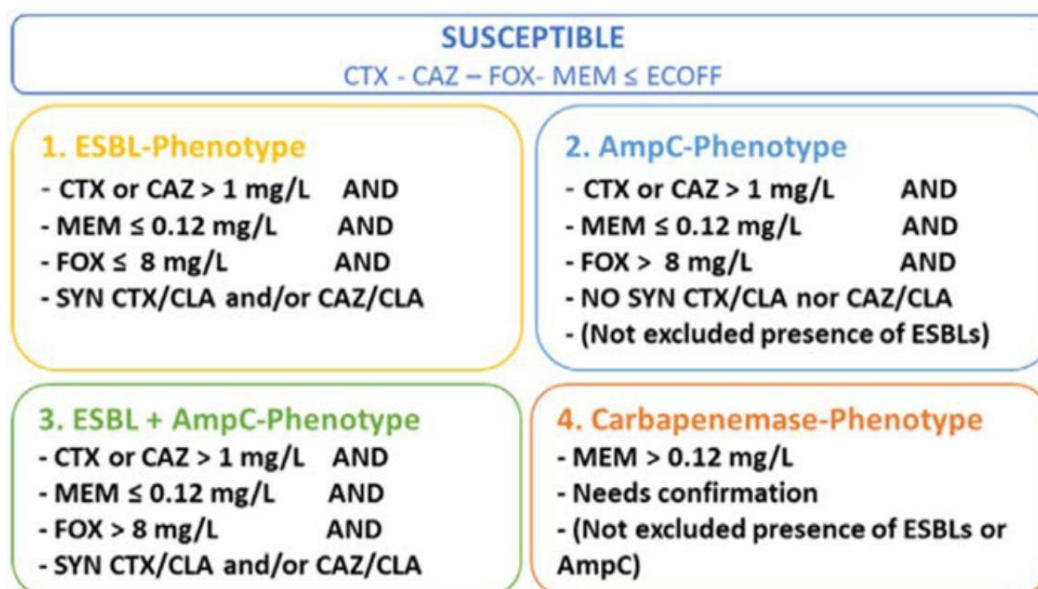 SUSCEPTIBLE
CTX - CAZ – FOX- MEM ≤ ECOFF
1. ESBL-Phenotype
- CTX or CAZ > 1 mg/L AND
- MEM ≤ 0.12 mg/L AND
- FOX ≤ 8 mg/L AND
- SYN CTX/CLA and/or CAZ/CLA
2. AmpC-Phenotype
- CTX or CAZ > 1 mg/L AND
- MEM ≤ 0.12 mg/L AND
- FOX > 8 mg/L AND
- NO SYN CTX/CLA nor CAZ/CLA
- (Not excluded presence of ESBLs)
3. ESBL + AmpC-Phenotype
- CTX or CAZ > 1 mg/L AND
- MEM ≤ 0.12 mg/L AND
- FOX > 8 mg/L AND
- SYN CTX/CLA and/or CAZ/CLA
4. Carbapenemase-Phenotype
- MEM > 0.12 mg/L
- Needs confirmation
- (Not excluded presence of ESBLs or
AmpC)